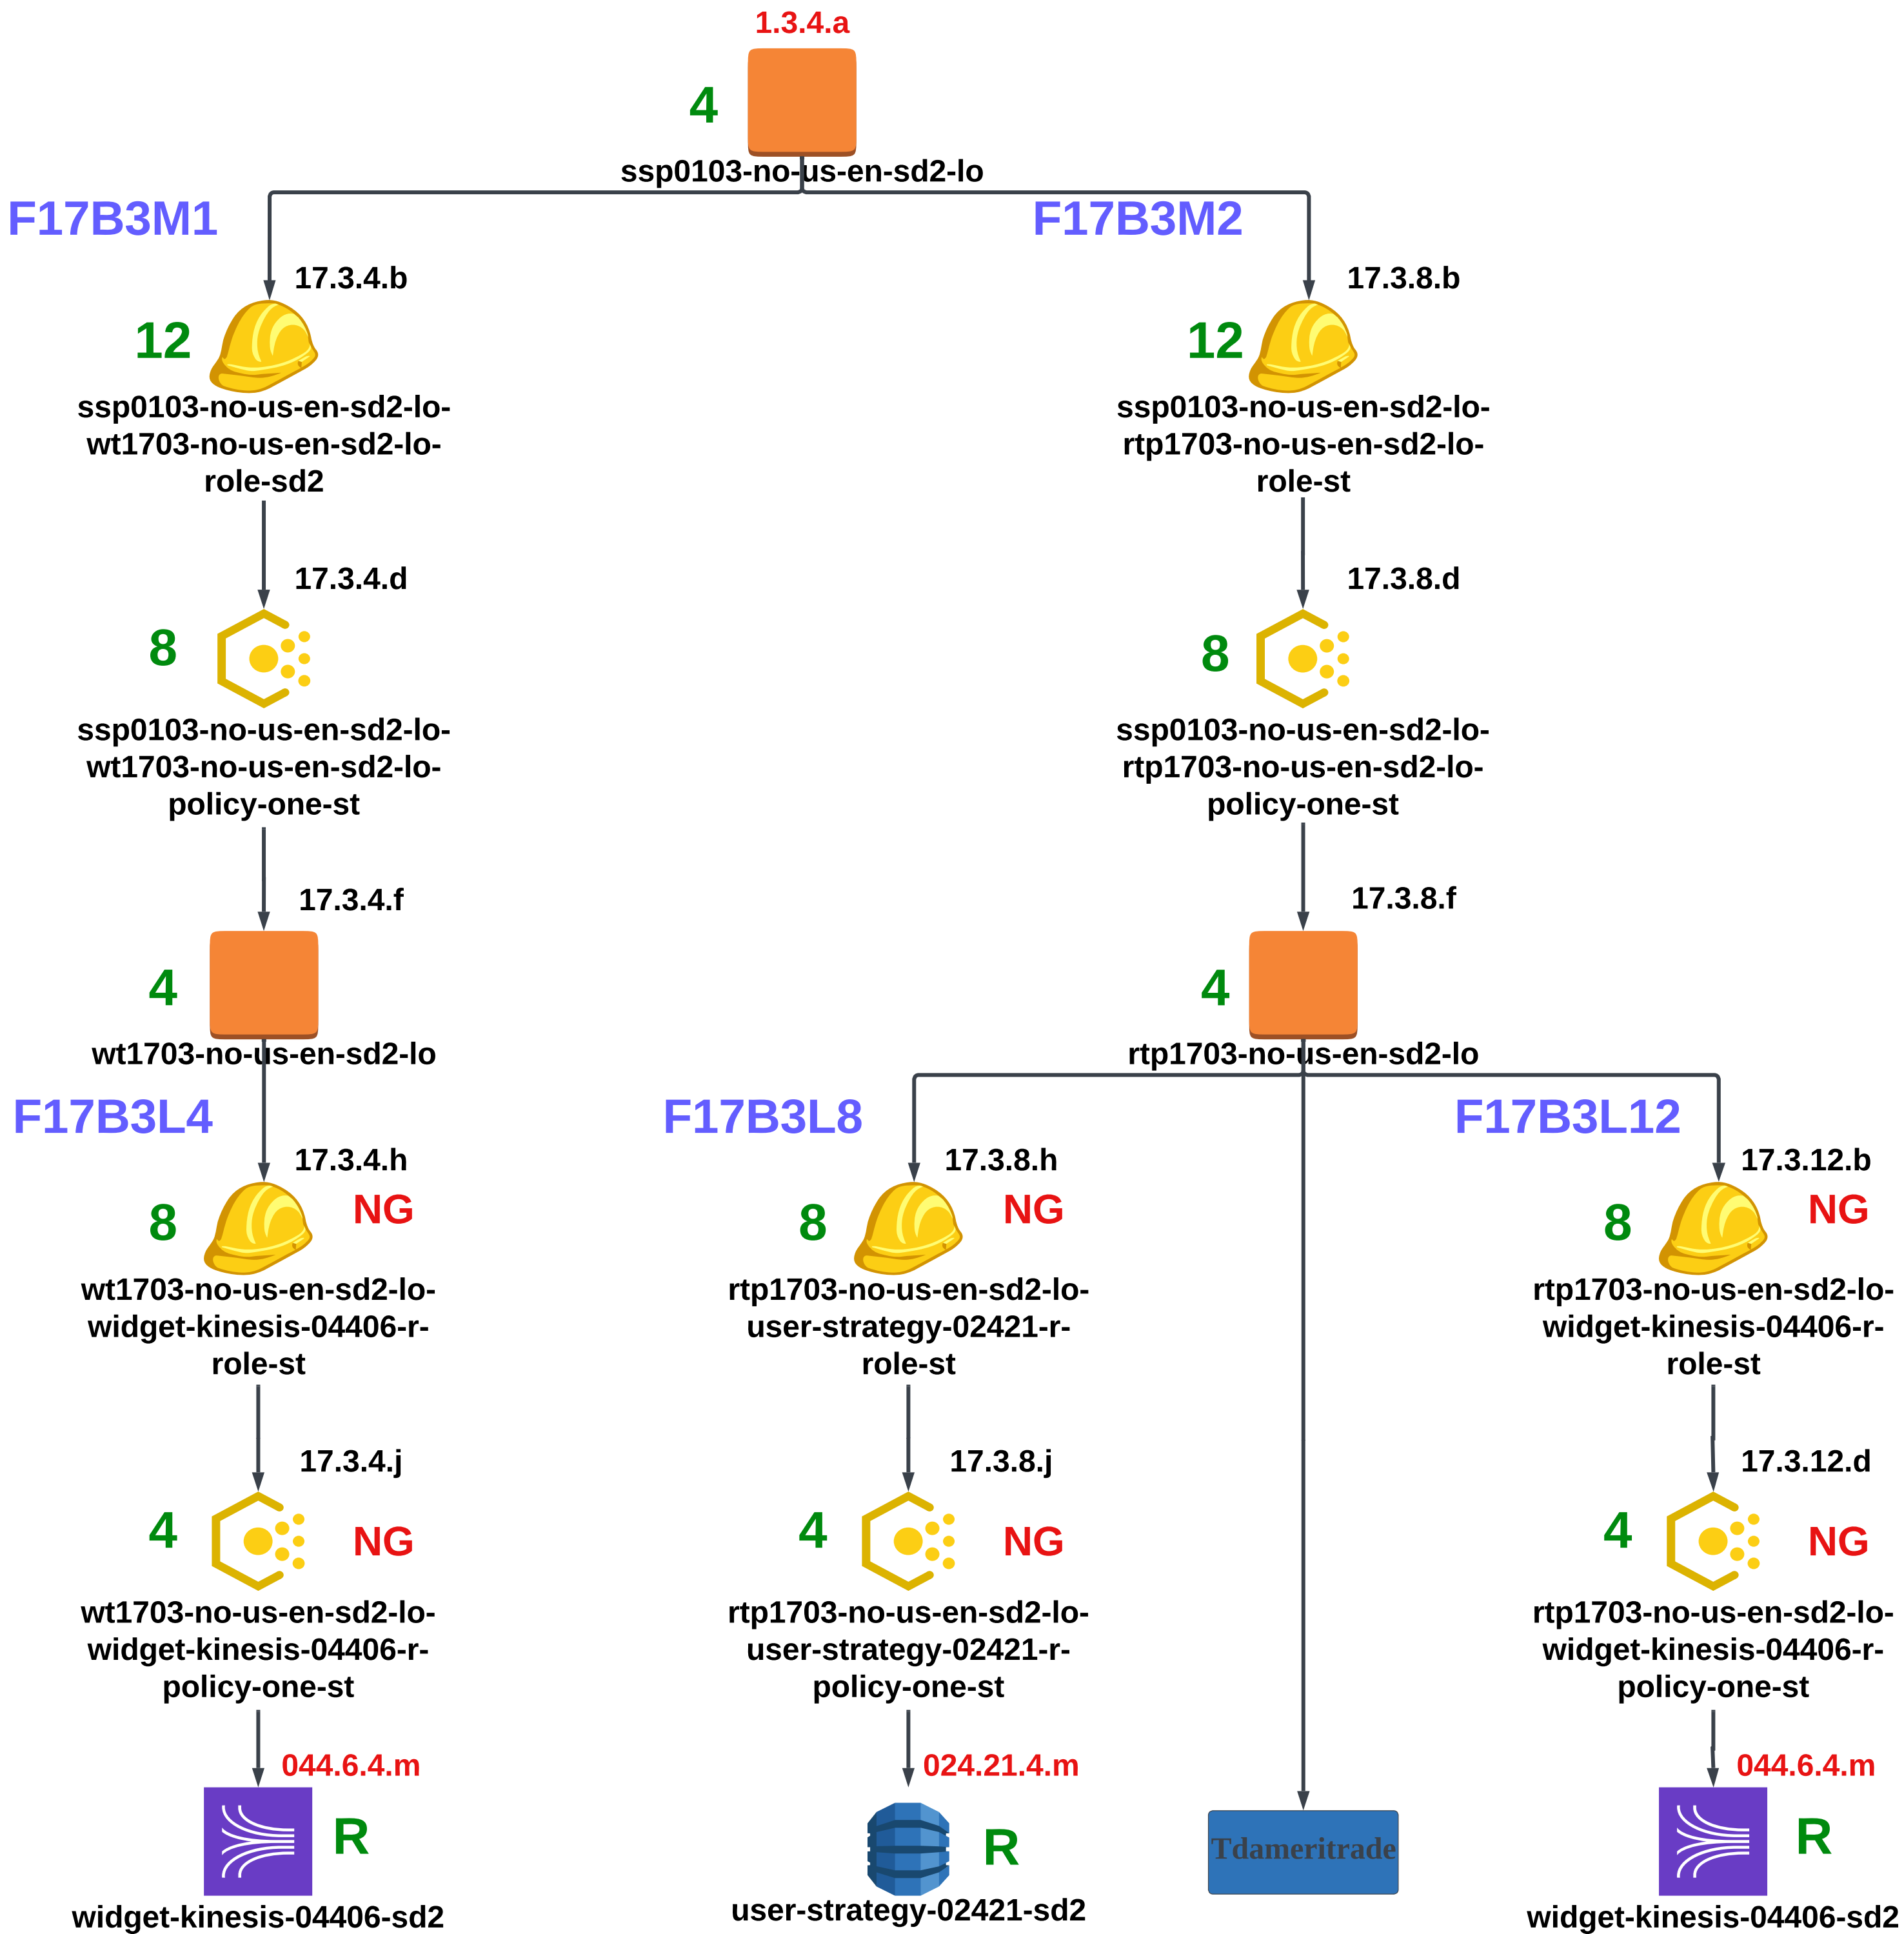 1.3.4.a
4
ssp0103-no-us-en-sd2-lo
F17B3M1
F17B3M2
17.3.4.b
17.3.8.b
12
12
ssp0103-no-us-en-sd2-lo-
wt1703-no-us-en-sd2-lo-
role-sd2
ssp0103-no-us-en-sd2-lo-
rtp1703-no-us-en-sd2-lo-
role-st
17.3.4.d
17.3.8.d
8
8
ssp0103-no-us-en-sd2-lo-
wt1703-no-us-en-sd2-lo-
policy-one-st
ssp0103-no-us-en-sd2-lo-
rtp1703-no-us-en-sd2-lo-
policy-one-st
17.3.4.f
17.3.8.f
4
4
wt1703-no-us-en-sd2-lo
rtp1703-no-us-en-sd2-lo
F17B3L4
F17B3L8
F17B3L12
17.3.4.h
17.3.8.h
17.3.12.b
8
NG
8
NG
8
NG
wt1703-no-us-en-sd2-lo-
widget-kinesis-04406-r-
role-st
rtp1703-no-us-en-sd2-lo-
user-strategy-02421-r-
role-st
rtp1703-no-us-en-sd2-lo-
widget-kinesis-04406-r-
role-st
17.3.4.j
17.3.8.j
17.3.12.d
4
NG
4
NG
4
NG
wt1703-no-us-en-sd2-lo-
widget-kinesis-04406-r-
policy-one-st
rtp1703-no-us-en-sd2-lo-
user-strategy-02421-r-
policy-one-st
rtp1703-no-us-en-sd2-lo-
widget-kinesis-04406-r-
policy-one-st
044.6.4.m
024.21.4.m
044.6.4.m
R
R
Tdameritrade
R
widget-kinesis-04406-sd2
user-strategy-02421-sd2
widget-kinesis-04406-sd2